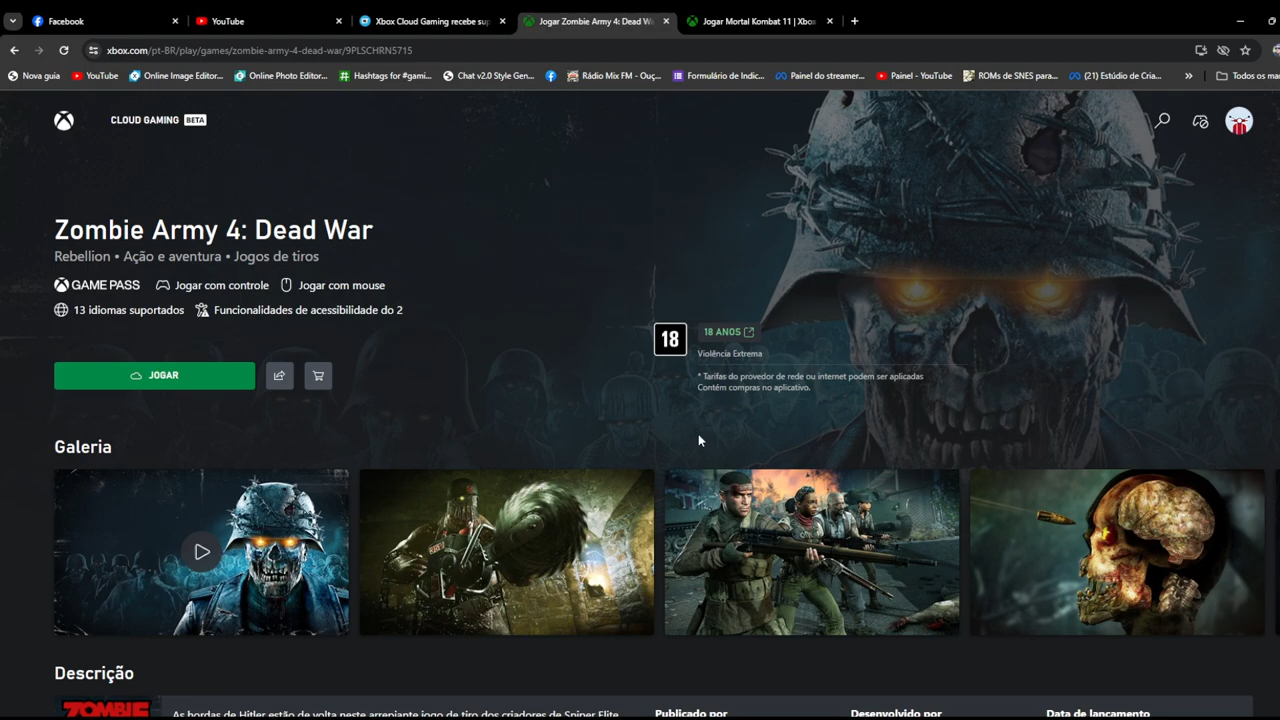 Facebook
YouTube
Xbox Cloud Gaming recebe sup
Jogar Zombie Army 4: Dead Wa
Jogar Mortal Kombat 11 | Xbox
xbox.com/pt-BR/play/games/zombie-army-4-dead-war/9PLSCHRN5715
Nova guia
YouTube
Online Image Editor...
Online Photo Editor...
Hashtags for #gami...
Chat v2.0 Style Gen...
Rádio Mix FM - Ouç...
Formulário de Indic...
Painel do streamer...
Painel - YouTube
ROMs de SNES para...
(21) Estúdio de Cria...
Todos os
CLOUD GAMING BETA
Zombie Army 4: Dead War
Rebellion • Ação e aventura • Jogos de tiros
GAME PASS Jogar com controle Jogar com mouse
13 idiomas suportados Funcionalidades de acessibilidade do 2
18
18 ANOS
Violência Extrema
* Tarifas do provedor de rede ou internet podem ser aplicadas
Contém compras no aplicativo.
JOGAR
Galeria
Descrição
ZOMBIE
As hordas de Hitler estão de volta neste arrepiante jogo de tiro dos criadores de Sniper Elite
Publicado por
Desenvolvido por
Data de lançamento